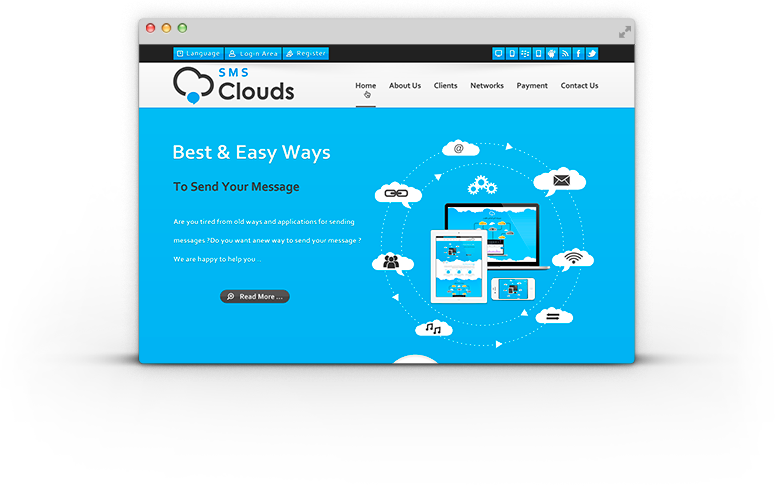 Language Login Area Register
SMS
Clouds
Home About Us Clients Networks Payment Contact Us
Best & Easy Ways
To Send Your Message
Are you tired from old ways and applications for sending
messages ?Do you want anew way to send your message ?
We are happy to help you ..
Read More ...
@